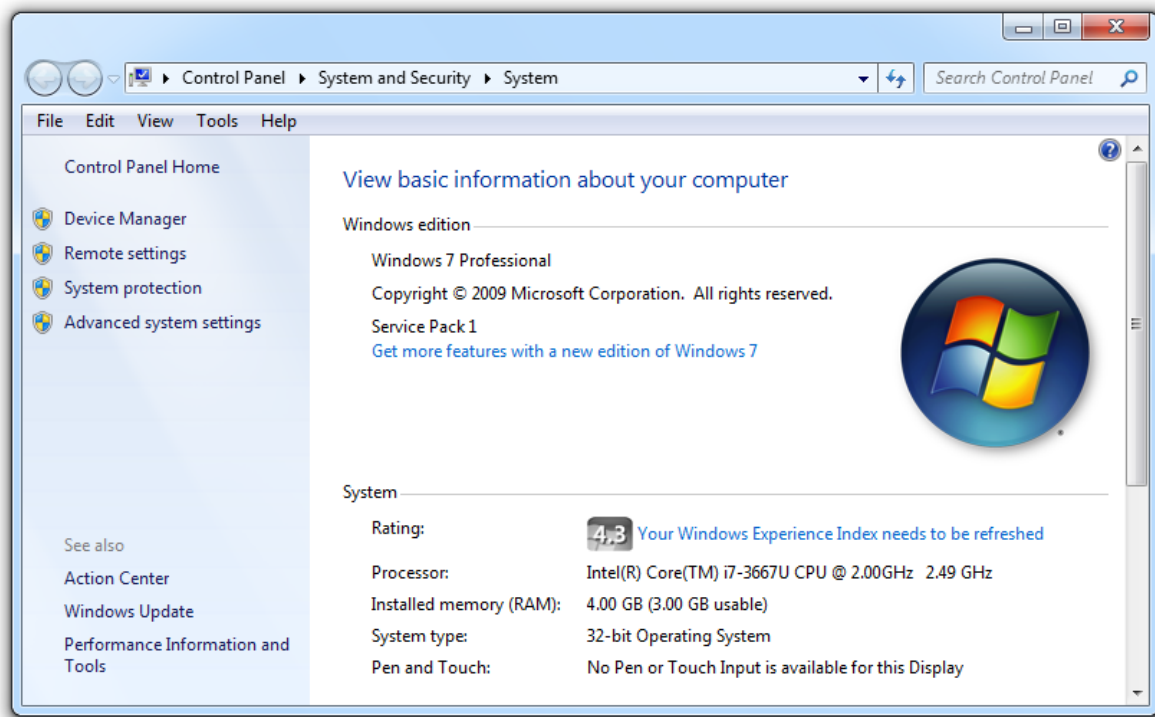 Control Panel System and Security System
Search Control Panel
File Edit View Tools Help
Control Panel Home
Device Manager
Remote settings
System protection
Advanced system settings
See also
Action Center
Windows Update
Performance Information and
Tools
View basic information about your computer
Windows edition
Windows 7 Professional
Copyright © 2009 Microsoft Corporation. All rights reserved.
Service Pack 1
Get more features with a new edition of Windows 7
System
Rating: 4,3 Your Windows Experience Index needs to be refreshed
Processor: Intel(R) Core(TM) i7-3667U CPU @ 2.00GHz 2.49 GHz
Installed memory (RAM): 4.00 GB (3.00 GB usable)
System type: 32-bit Operating System
Pen and Touch: No Pen or Touch Input is available for this Display